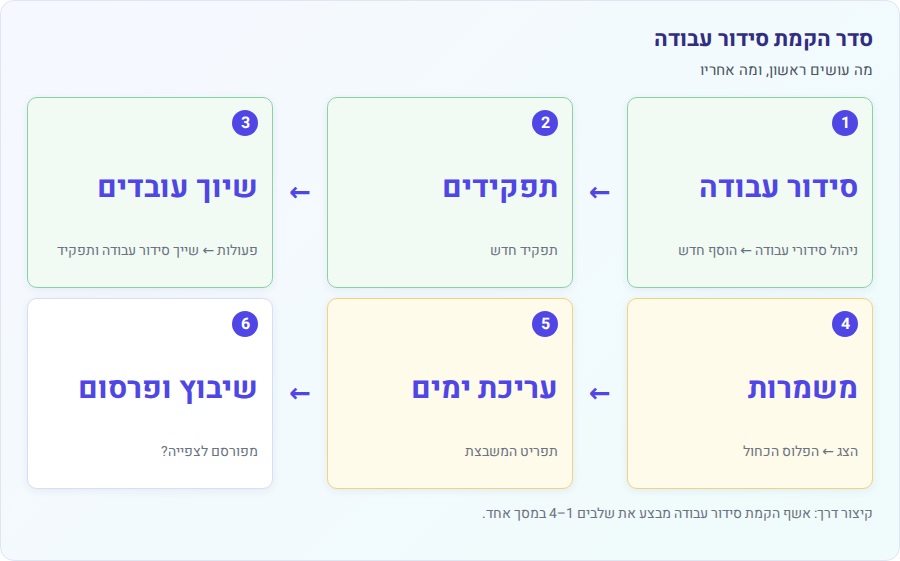 סדר הקמת סידור עבודה
מה עושים ראשון, ומה אחריו
1
סידור עבודה
ניהול סידורי עבודה ← הוסף חדש
←
2
תפקידים
תפקיד חדש
←
3
שיוך עובדים
פעולות ← שייך סידור עבודה ותפקיד
4
משמרות
הצג ← הפלוס הכחול
←
5
עריכת ימים
תפריט המשבצת
←
6
שיבוץ ופרסום
מפורסם לצפייה?
קיצור דרך: אשף הקמת סידור עבודה מבצע את שלבים 1–4 במסך אחד.